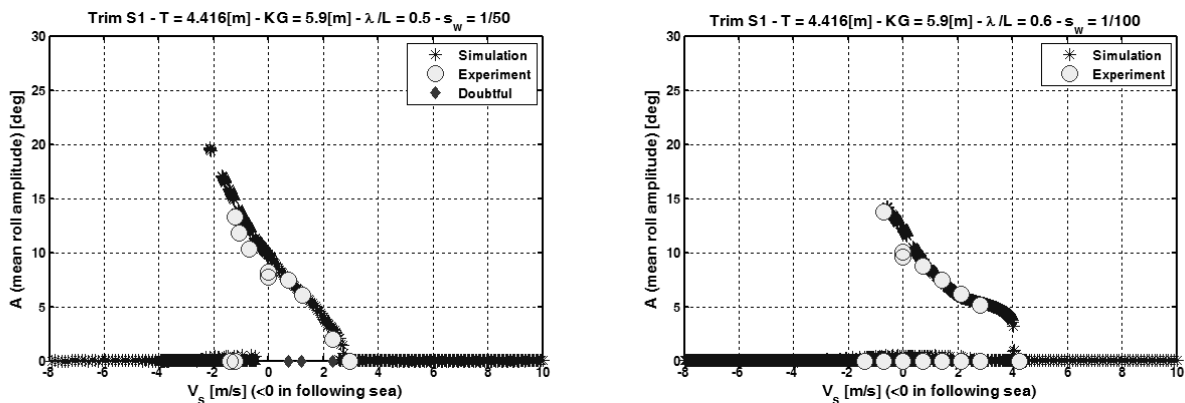 Trim S1 - T = 4.416[m] - KG = 5.9[m] - λ/L = 0.5 - s_w = 1/50
30
25
20
15
10
5
0
A (mean roll amplitude) [deg]
Simulation
Experiment
Doubtful
-8 -6 -4 -2 0 2 4 6 8 10
V_s [m/s] (<0 in following sea)
Trim S1 - T = 4.416[m] - KG = 5.9[m] - λ/L = 0.6 - s_w = 1/100
30
25
20
15
10
5
0
A (mean roll amplitude) [deg]
Simulation
Experiment
-8 -6 -4 -2 0 2 4 6 8 10
V_s [m/s] (<0 in following sea)